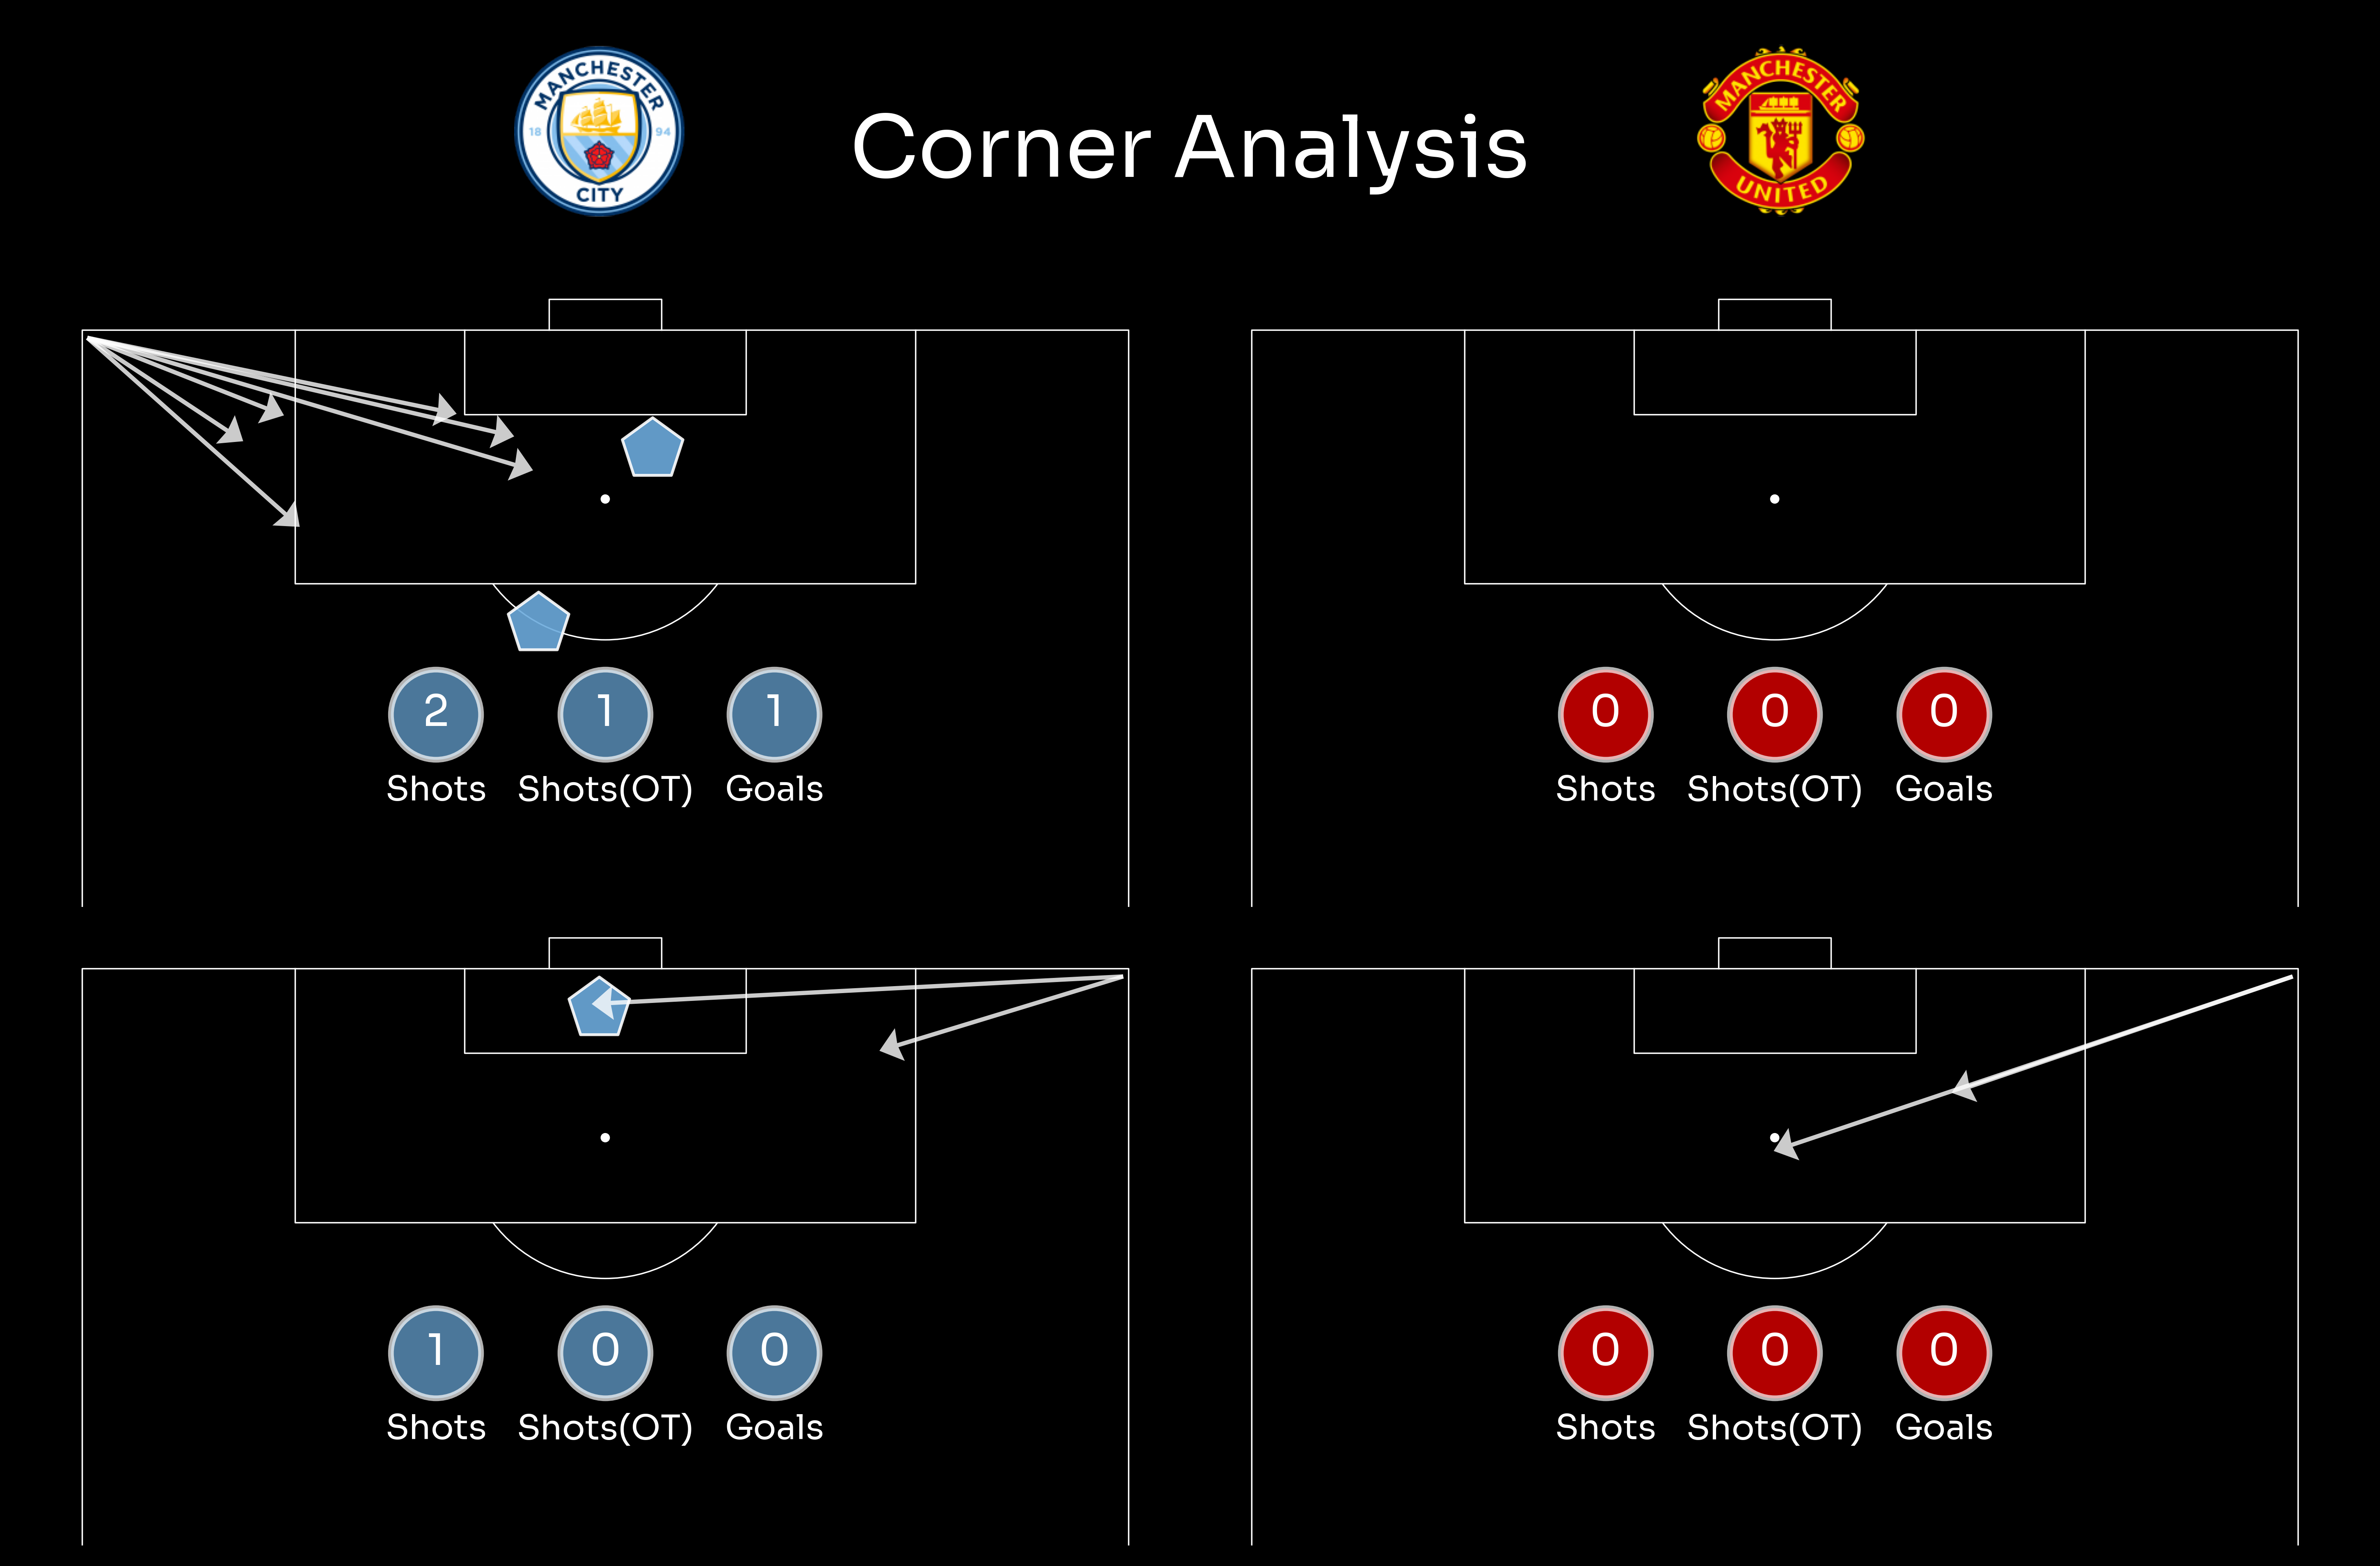 MANCHESTER
18 94
CITY
Corner Analysis
MANCHESTER
UNITED
2 1 1
Shots Shots(OT) Goals
0 0 0
Shots Shots(OT) Goals
1 0 0
Shots Shots(OT) Goals
0 0 0
Shots Shots(OT) Goals